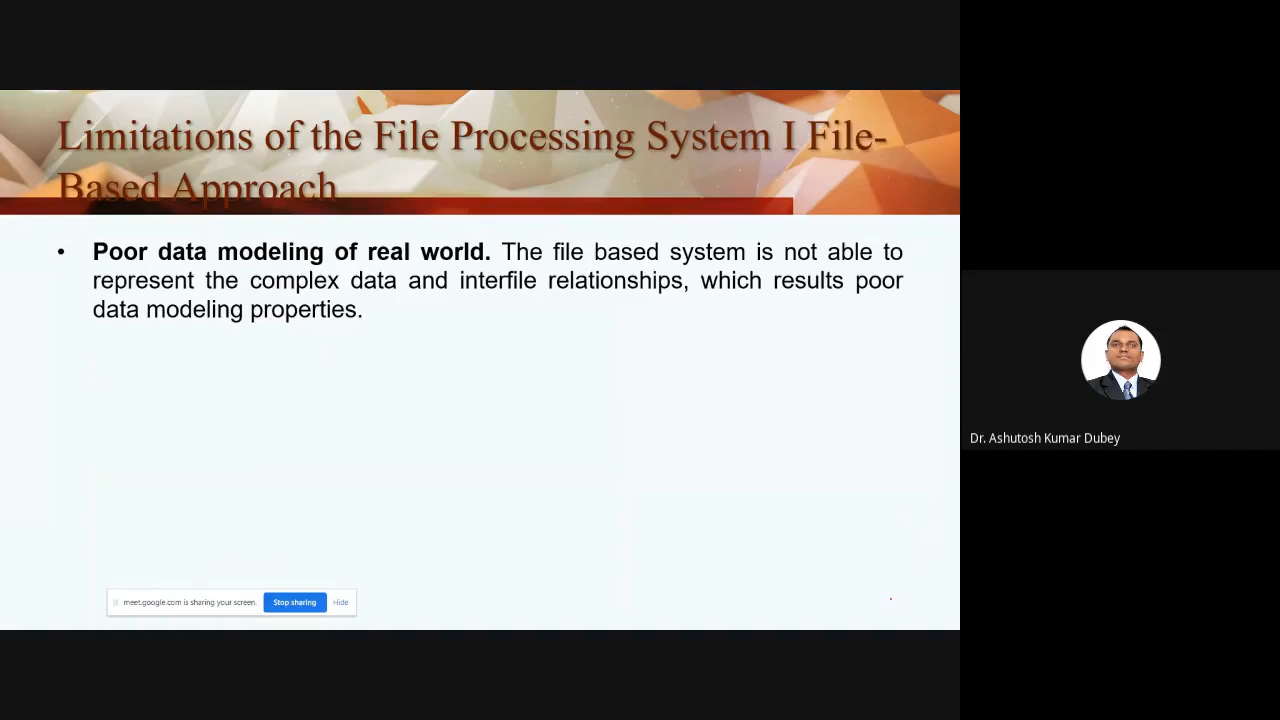 Limitations of the File Processing System I File-
Based Approach
• Poor data modeling of real world. The file based system is not able to
represent the complex data and interfile relationships, which results poor
data modeling properties.
meet.google.com is sharing your screen. Stop sharing Hide
Dr. Ashutosh Kumar Dubey